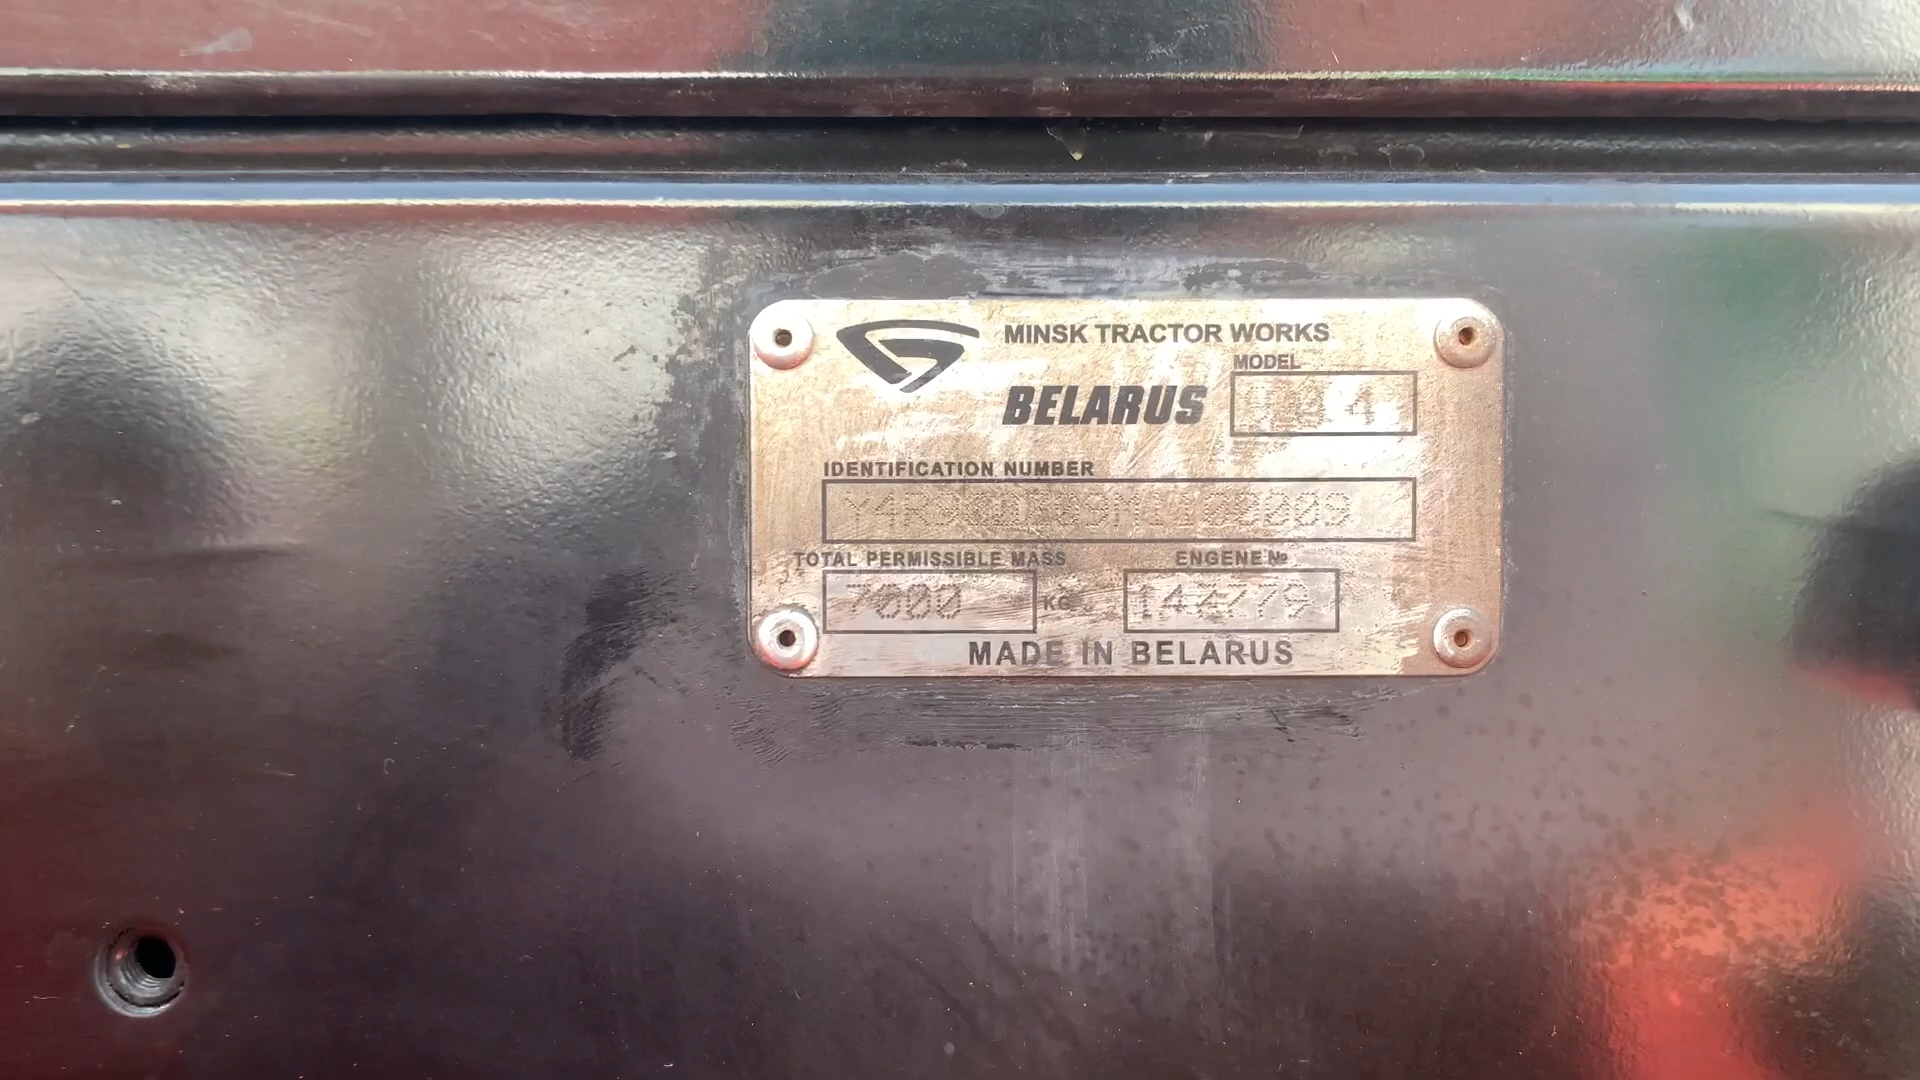 MINSK TRACTOR WORKS
MODEL
BELARUS
IDENTIFICATION NUMBER
TOTAL PERMISSIBLE MASS
ENGENE №
7000
KG
MADE IN BELARUS